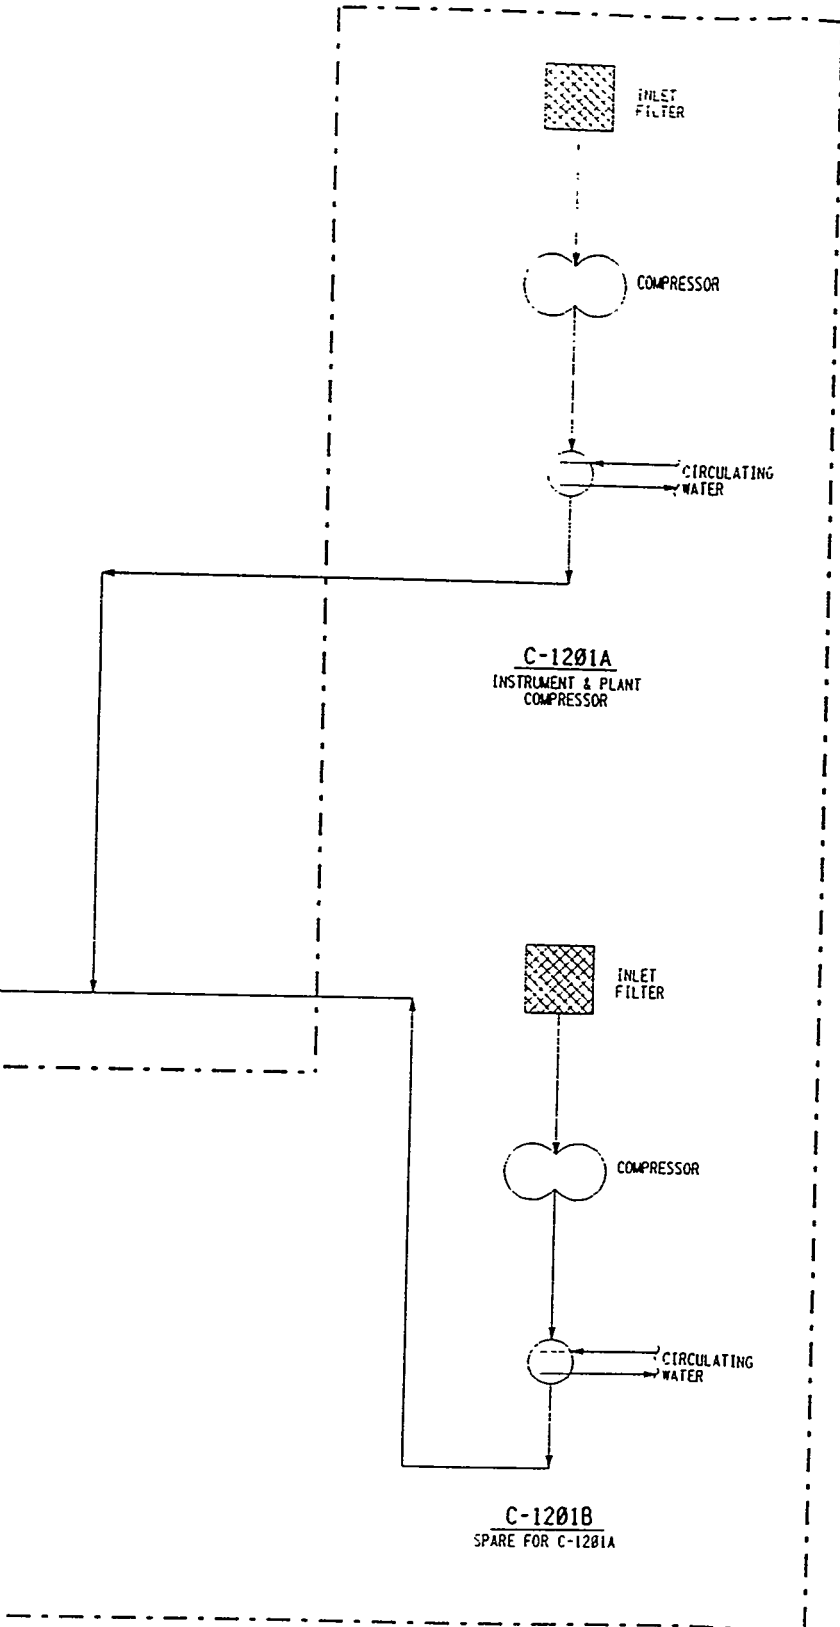 INLET
FILTER
COMPRESSOR
CIRCULATING
WATER
C-1201A
INSTRUMENT & PLANT
COMPRESSOR
INLET
FILTER
COMPRESSOR
CIRCULATING
WATER
C-1201B
SPARE FOR C-1201A